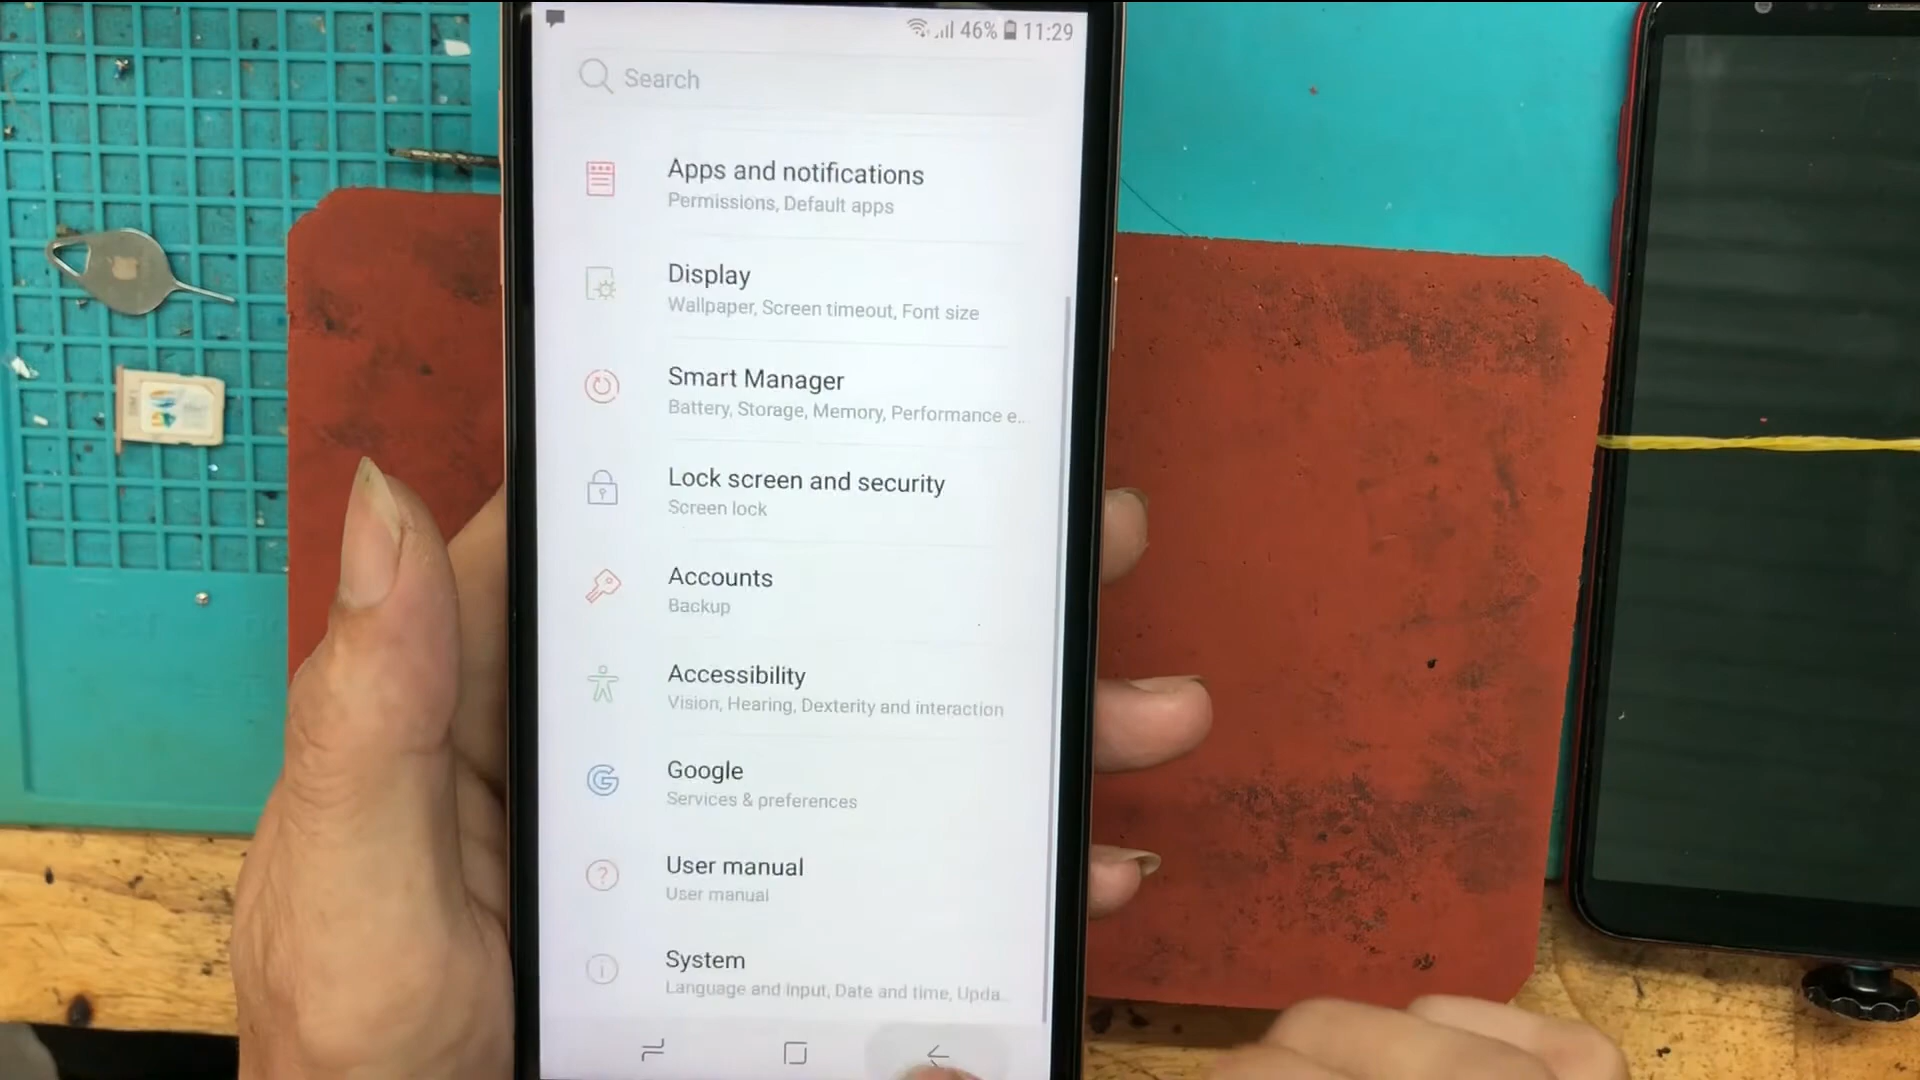 46% 11:29
Search
Apps and notifications
Permissions, Default apps
Display
Wallpaper, Screen timeout, Font size
Smart Manager
Battery, Storage, Memory, Performance e..
Lock screen and security
Screen lock
Accounts
Backup
Accessibility
Vision, Hearing, Dexterity and interaction
Google
Services & preferences
User manual
User manual
System
Language and input, Date and time, Upda..